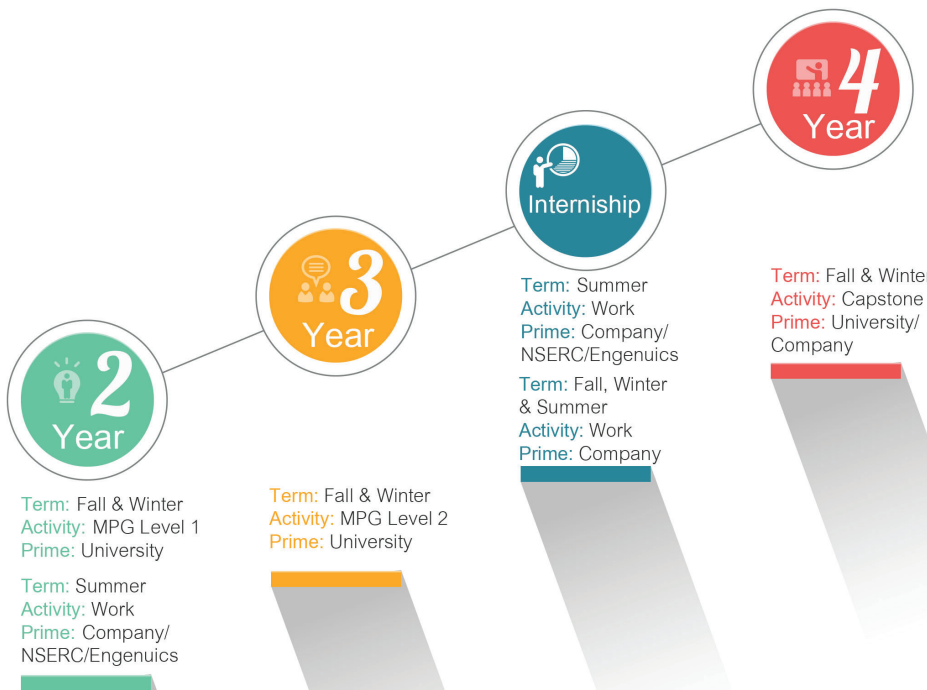 2
Year
Term: Fall & Winter
Activity: MPG Level 1
Prime: University
Term: Summer
Activity: Work
Prime: Company/
NSERC/Engenuics
3
Year
Term: Fall & Winter
Activity: MPG Level 2
Prime: University
Interniship
Term: Summer
Activity: Work
Prime: Company/
NSERC/Engenuics
Term: Fall, Winter
& Summer
Activity: Work
Prime: Company
4
Year
Term: Fall & Winte
Activity: Capstone
Prime: University/
Company